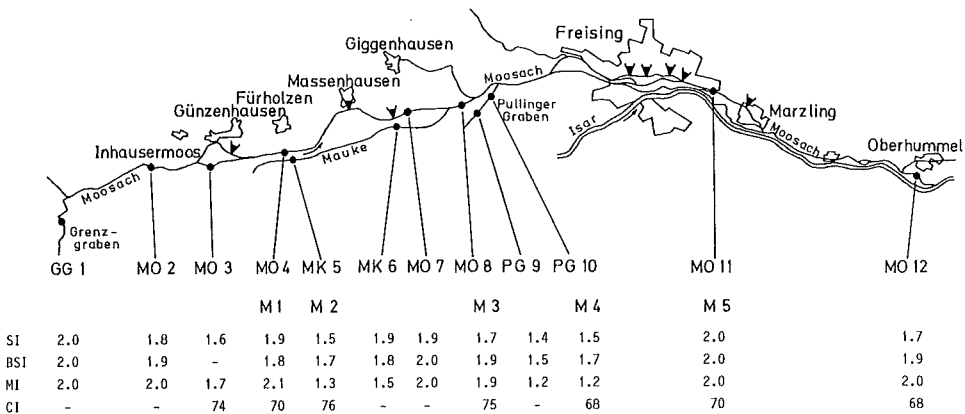 Freising
Giggenhausen
Massenhausen
Moosach
Fürholzen
Günzenhausen
Pullinger
Graben
Marzling
Isar
Moosach
Inhausermoos
Mauke
Oberhummel
Moosach
Grenz-
graben
GG 1 MO 2 MO 3 MO 4 MK 5 MK 6 MO 7 MO 8 PG 9 PG 10 MO 11 MO 12
M 1 M 2 M 3 M 4 M 5
SI 2.0 1.8 1.6 1.9 1.5 1.9 1.9 1.7 1.4 1.5 2.0 1.7
BSI 2.0 1.9 - 1.8 1.7 1.8 2.0 1.9 1.5 1.7 2.0 1.9
MI 2.0 2.0 1.7 2.1 1.3 1.5 2.0 1.9 1.2 1.2 2.0 2.0
CI - - 74 70 76 - - 75 - 68 70 68